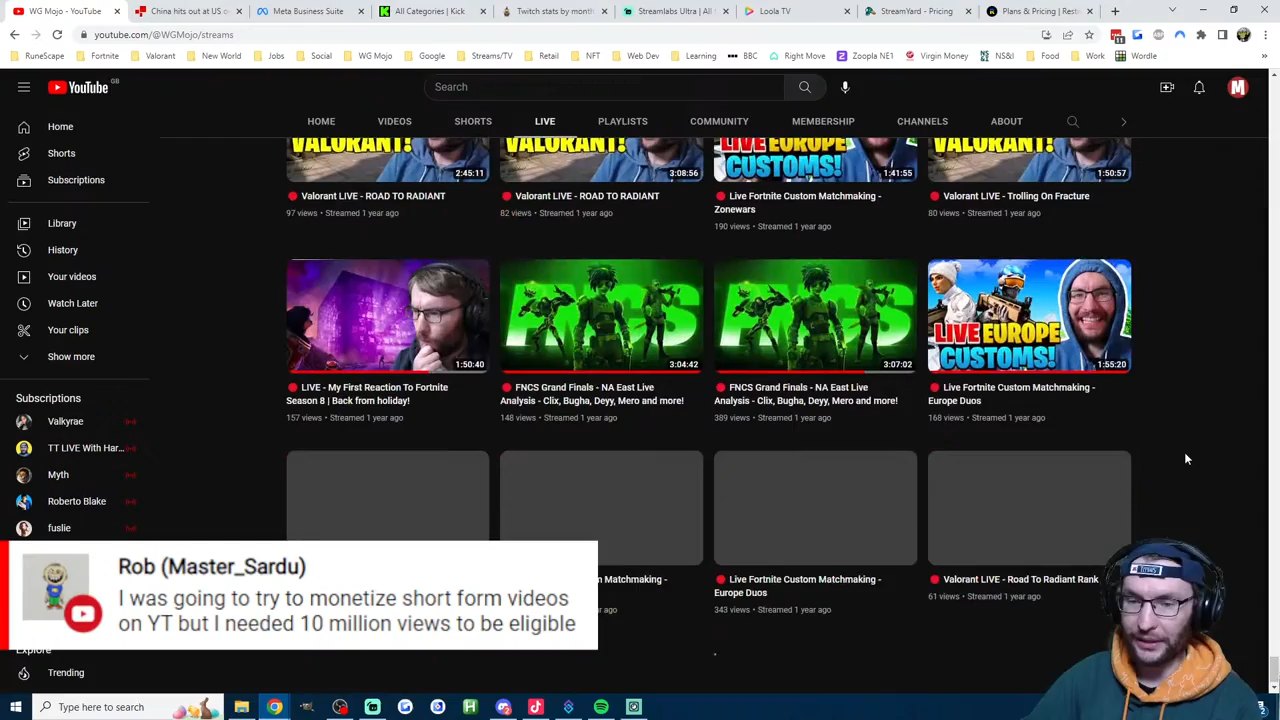 WG Mojo - YouTube
China hits out at US o
Meta Business Suite
All Categories | Kick
Twitch stats by month
Streamlabs Ultra | All
Loola TV
StreamYard - Pricing
Plans & Pricing | Rest
youtube.com/@WGMojo/streams
RuneScape
Valorant
New World
Jobs
Social
WG Mojo
Google
Streams/TV
Retail
NFT
Web Dev
Learning
BBC
Right Move
Zoopla NE1
Virgin Money
NS&I
Food
Work
Wordle
YouTube GB
Search
HOME
VIDEOS
SHORTS
LIVE
PLAYLISTS
COMMUNITY
MEMBERSHIP
CHANNELS
ABOUT
Home
Shorts
Subscriptions
Library
History
Your videos
Watch Later
Your clips
Show more
Subscriptions
Valkyrae
TT LIVE With Har...
Myth
Roberto Blake
fuslie
Explore
Trending
VALORANT!
2:45:11
Valorant LIVE - ROAD TO RADIANT
97 views • Streamed 1 year ago
VALORANT!
3:08:56
Valorant LIVE - ROAD TO RADIANT
82 views • Streamed 1 year ago
LIVE EUROPE
CUSTOMS!
1:41:55
Live Fortnite Custom Matchmaking -
Zonewars
190 views • Streamed 1 year ago
VALORANT!
1:50:57
Valorant LIVE - Trolling On Fracture
80 views • Streamed 1 year ago
1:50:40
LIVE - My First Reaction To Fortnite
Season 8 | Back from holiday!
157 views • Streamed 1 year ago
FNCS
3:04:42
FNCS Grand Finals - NA East Live
Analysis - Clix, Bugha, Deyy, Mero and more!
148 views • Streamed 1 year ago
FNCS
3:07:02
FNCS Grand Finals - NA East Live
Analysis - Clix, Bugha, Deyy, Mero and more!
389 views • Streamed 1 year ago
LIVE EUROPE
CUSTOMS!
1:55:20
Live Fortnite Custom Matchmaking -
Europe Duos
168 views • Streamed 1 year ago
m Matchmaking -
ago
Live Fortnite Custom Matchmaking -
Europe Duos
343 views • Streamed 1 year ago
Valorant LIVE - Road To Radiant Rank
61 views • Streamed 1 year ago
Rob (Master_Sardu)
I was going to try to monetize short form videos
on YT but I needed 10 million views to be eligible
Type here to search